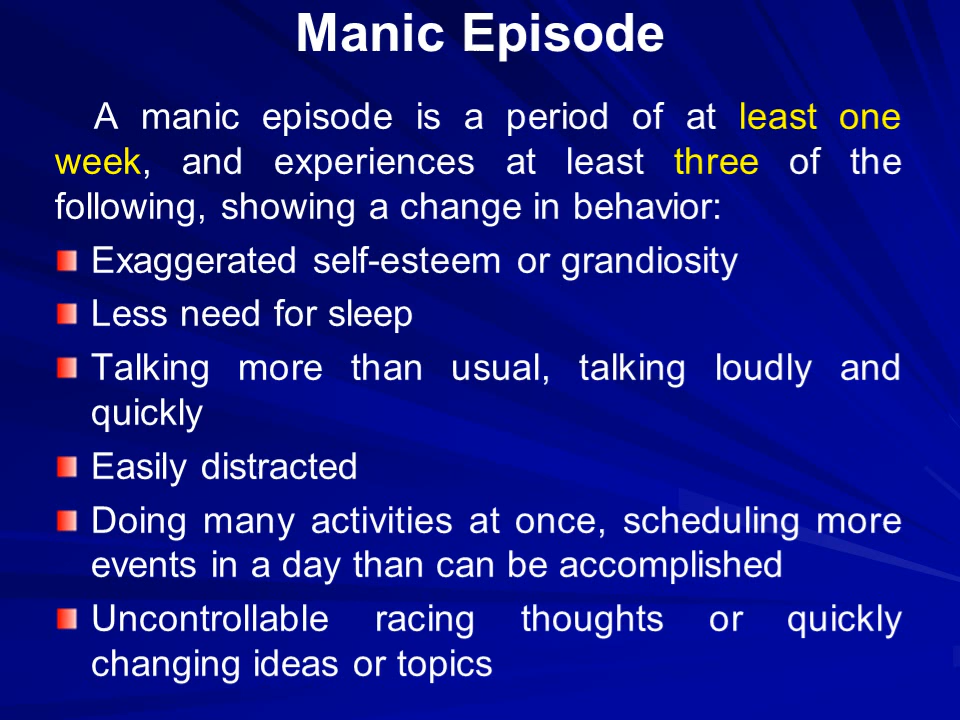 Manic Episode
A manic episode is a period of at least one
week, and experiences at least three of the
following, showing a change in behavior:
Exaggerated self-esteem or grandiosity
Less need for sleep
Talking more than usual, talking loudly and
quickly
Easily distracted
Doing many activities at once, scheduling more
events in a day than can be accomplished
Uncontrollable racing thoughts or quickly
changing ideas or topics